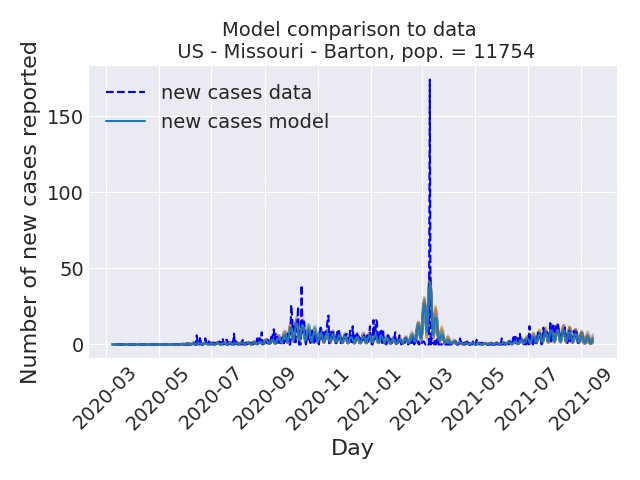 Model comparison to data
US - Missouri - Barton, pop. = 11754
Number of new cases reported
150
100
50
0
new cases data
new cases model
2020-03
2020-05
2020-07
2020-09
2020-11
2021-01
2021-03
2021-05
2021-07
2021-09
Day